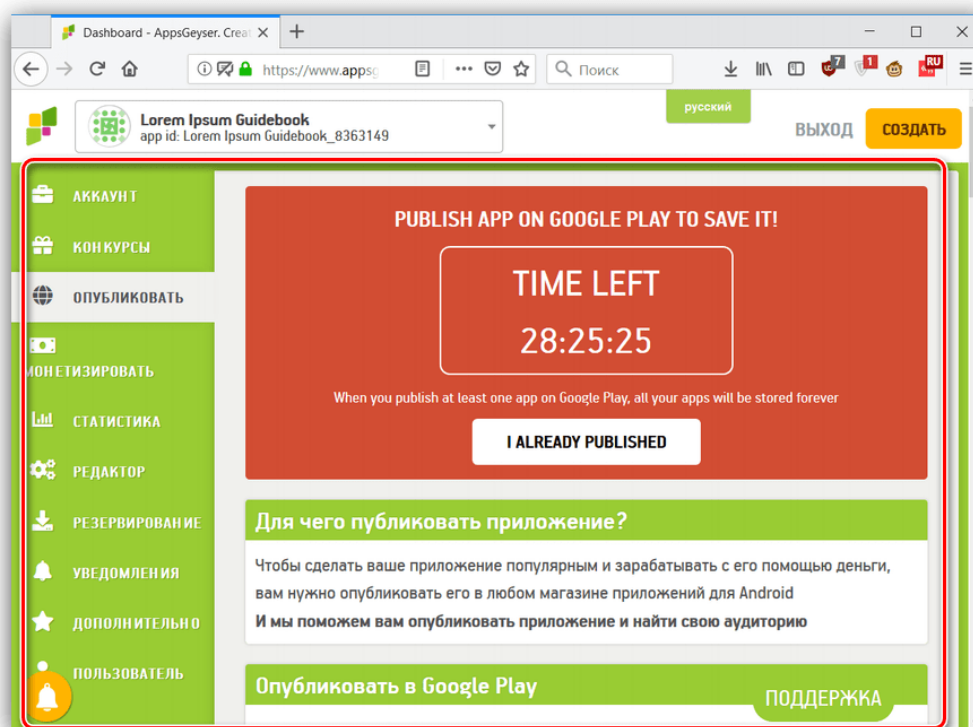 Dashboard - AppsGeyser. Creat
https://www.appsg
Поиск
7
1
RU
Lorem Ipsum Guidebook
app id: Lorem Ipsum Guidebook_8363149
русский
ВЫХОД
СОЗДАТЬ
АККАУНТ
КОНКУРСЫ
ОПУБЛИКОВАТЬ
МОНЕТИЗИРОВАТЬ
СТАТИСТИКА
РЕДАКТОР
РЕЗЕРВИРОВАНИЕ
УВЕДОМЛЕНИЯ
ДОПОЛНИТЕЛЬНО
ПОЛЬЗОВАТЕЛЬ
PUBLISH APP ON GOOGLE PLAY TO SAVE IT!
TIME LEFT
28:25:25
When you publish at least one app on Google Play, all your apps will be stored forever
I ALREADY PUBLISHED
Для чего публиковать приложение?
Чтобы сделать ваше приложение популярным и зарабатывать с его помощью деньги,
вам нужно опубликовать его в любом магазине приложений для Android
И мы поможем вам опубликовать приложение и найти свою аудиторию
Опубликовать в Google Play
ПОДДЕРЖКА